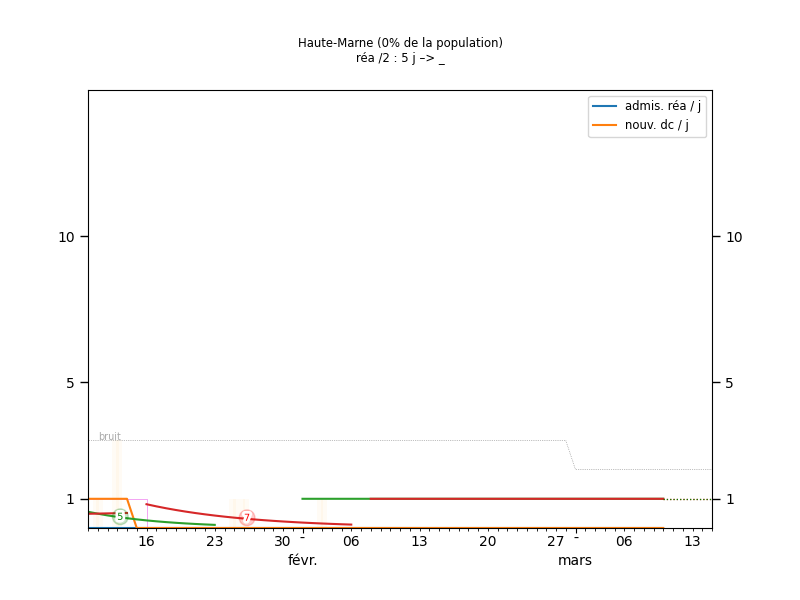 Haute-Marne (0% de la population)
réa /2 : 5 j –> _
admis. réa / j
nouv. dc / j
10 10
5 5
bruit
1 1
5 7
16 23 30 - 06 13 20 27 - 06 13
févr. mars